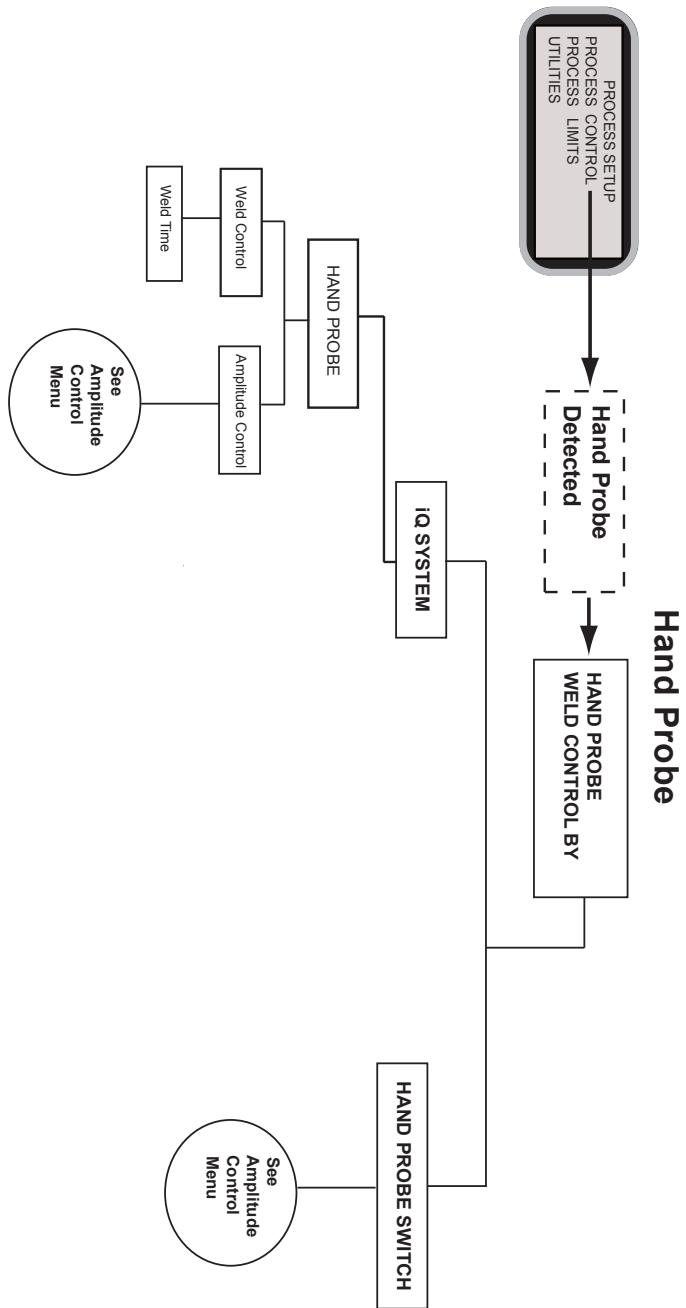 Hand Probe
PROCESS SETUP
PROCESS CONTROL
PROCESS LIMITS
UTILITIES
Hand Probe
Detected
HAND PROBE
WELD CONTROL BY
iQ SYSTEM
HAND PROBE SWITCH
HAND PROBE
Weld Control
Amplitude Control
Weld Time
See
Amplitude
Control
Menu
See
Amplitude
Control
Menu